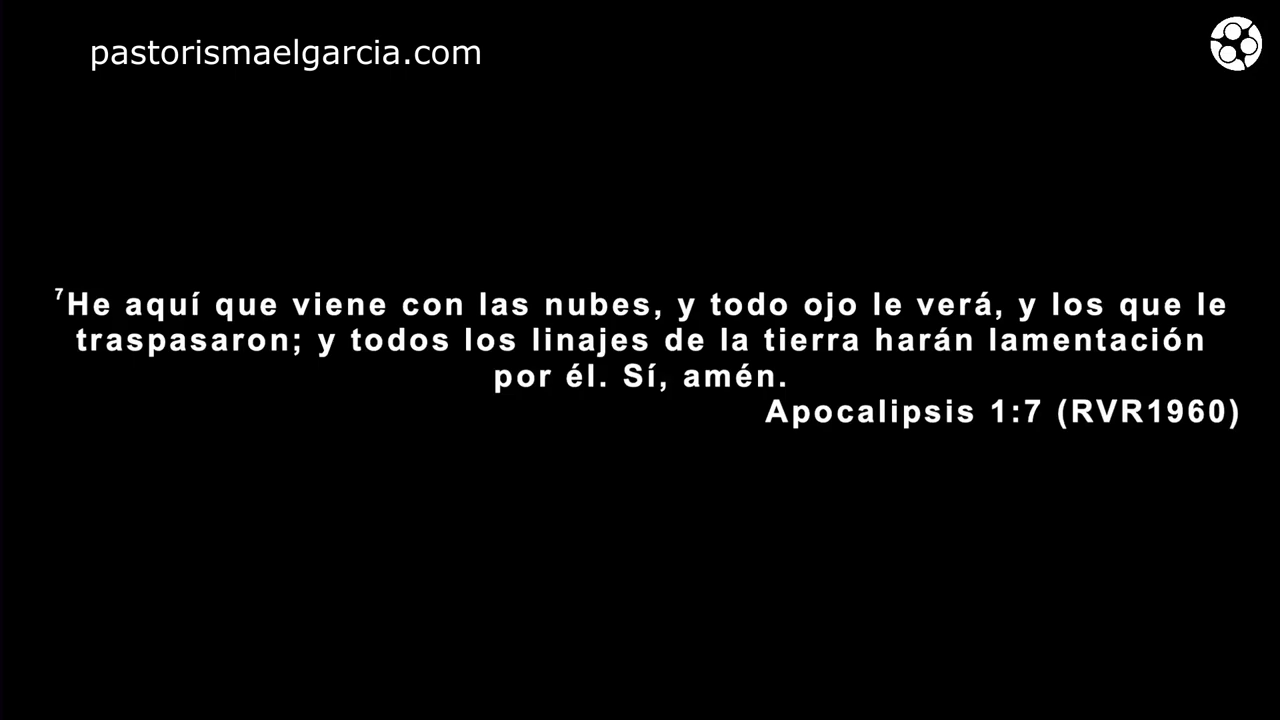 pastorismaelgarcia.com
⁷He aquí que viene con las nubes, y todo ojo le verá, y los que le
traspasaron; y todos los linajes de la tierra harán lamentación
por él. Sí, amén.
Apocalipsis 1:7 (RVR1960)